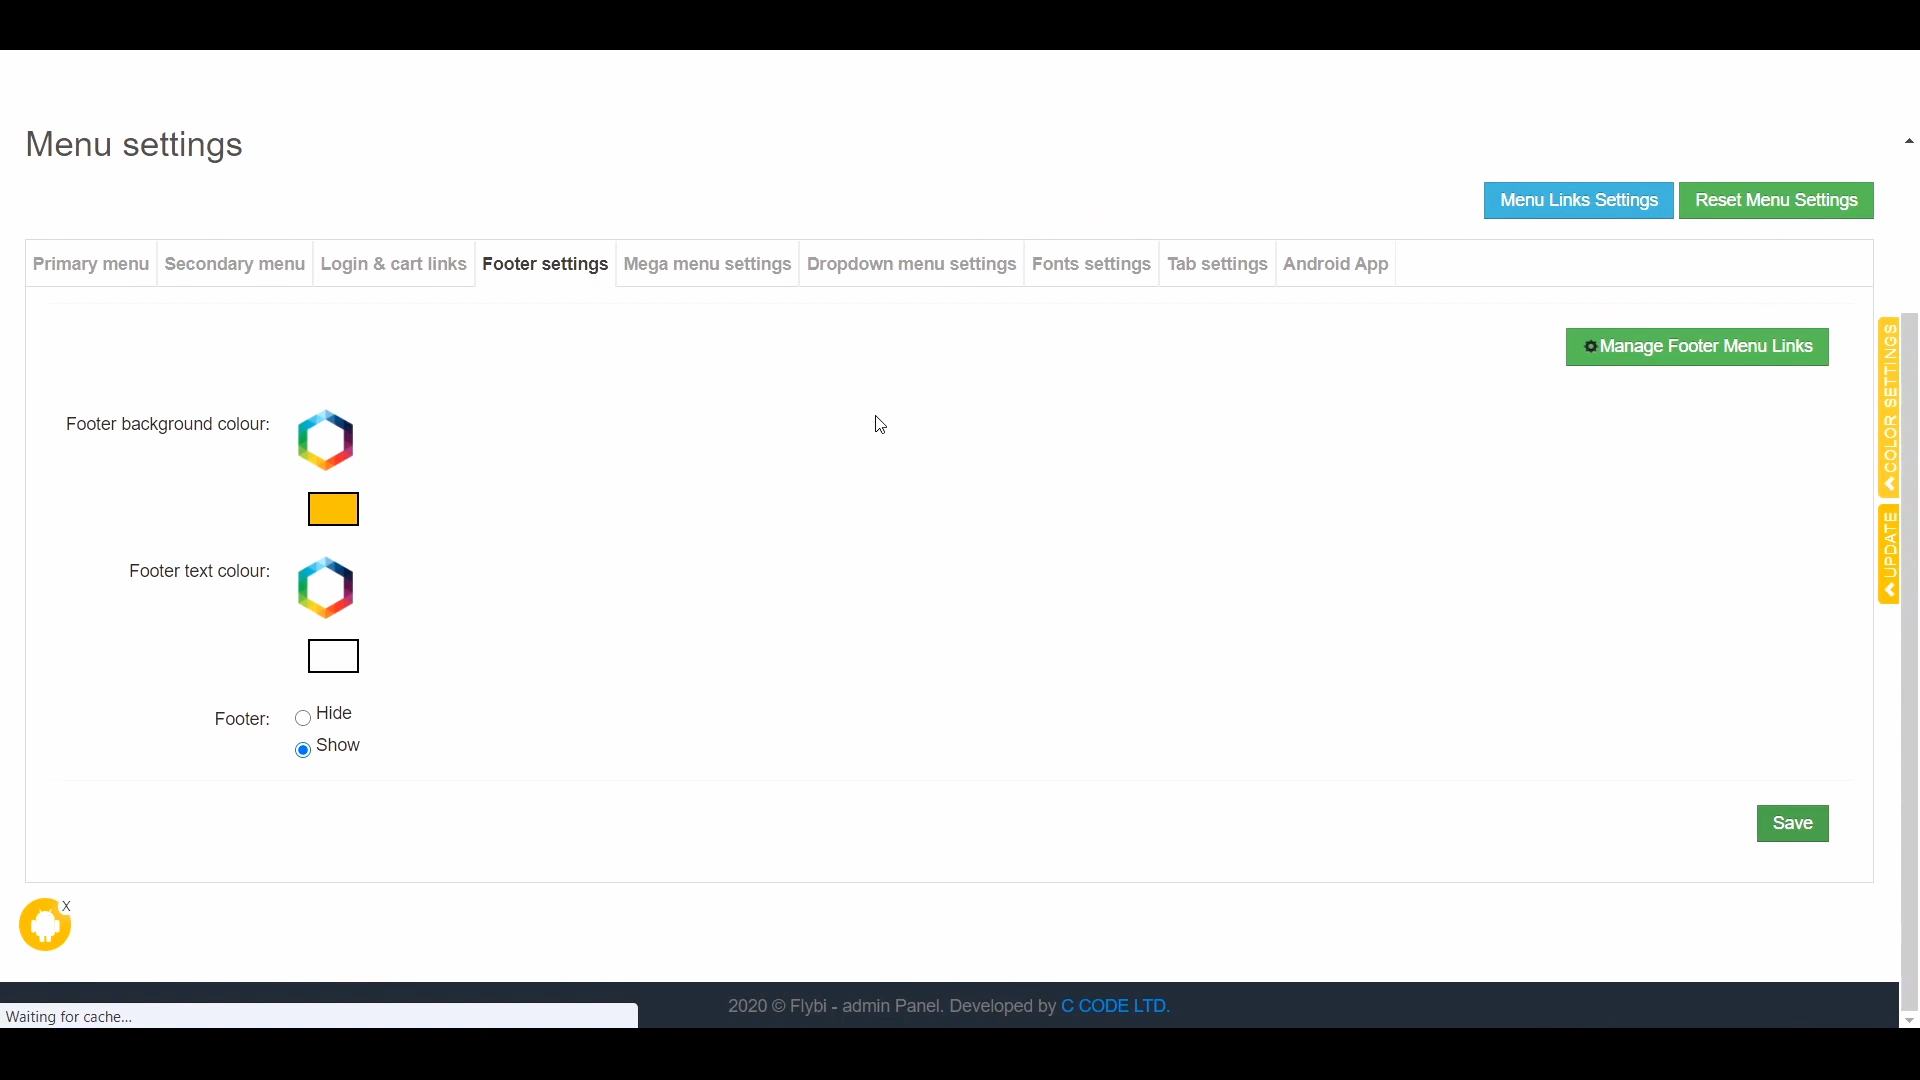 Menu settings
Menu Links Settings
Reset Menu Settings
Primary menu
Secondary menu
Login & cart links
Footer settings
Mega menu settings
Dropdown menu settings
Fonts settings
Tab settings
Android App
Manage Footer Menu Links
COLOR SETTINGS
UPDATE
Footer background colour:
Footer text colour:
Footer:
Hide
Show
Save
X
2020 © Flybi - admin Panel. Developed by C CODE LTD.
Waiting for cache...